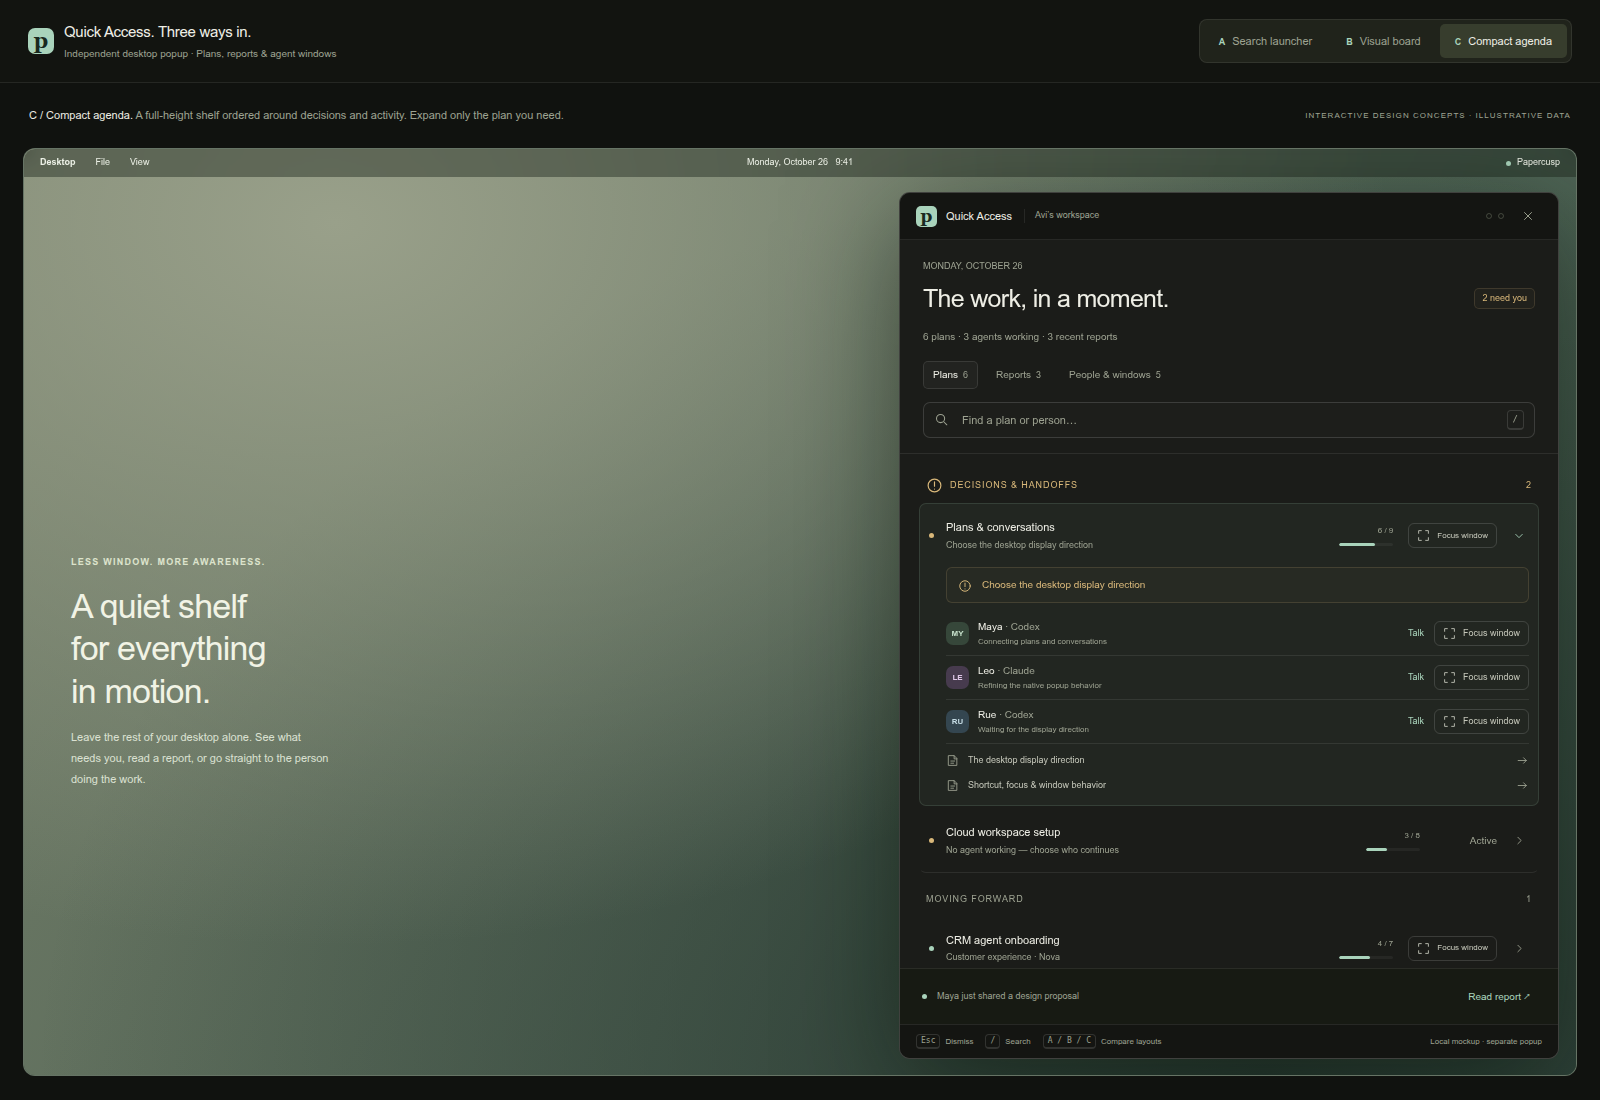 p
Quick Access. Three ways in.
Independent desktop popup · Plans, reports & agent windows
A Search launcher
B Visual board
C Compact agenda
C / Compact agenda. A full-height shelf ordered around decisions and activity. Expand only the plan you need.
INTERACTIVE DESIGN CONCEPTS · ILLUSTRATIVE DATA
Desktop File View
Monday, October 26 9:41
Papercusp
LESS WINDOW. MORE AWARENESS.
A quiet shelf
for everything
in motion.
Leave the rest of your desktop alone. See what
needs you, read a report, or go straight to the person
doing the work.
p
Quick Access
Avi's workspace
MONDAY, OCTOBER 26
The work, in a moment.
2 need you
6 plans · 3 agents working · 3 recent reports
Plans 6
Reports 3
People & windows 5
Find a plan or person…
/
DECISIONS & HANDOFFS
2
Plans & conversations
Choose the desktop display direction
6 / 9
Focus window
Choose the desktop display direction
MY
Maya · Codex
Connecting plans and conversations
Talk
Focus window
LE
Leo · Claude
Refining the native popup behavior
Talk
Focus window
RU
Rue · Codex
Waiting for the display direction
Talk
Focus window
The desktop display direction
Shortcut, focus & window behavior
Cloud workspace setup
No agent working — choose who continues
3 / 8
Active
MOVING FORWARD
1
CRM agent onboarding
Customer experience · Nova
4 / 7
Focus window
Maya just shared a design proposal
Read report ↗
Esc Dismiss
/ Search
A / B / C Compare layouts
Local mockup · separate popup